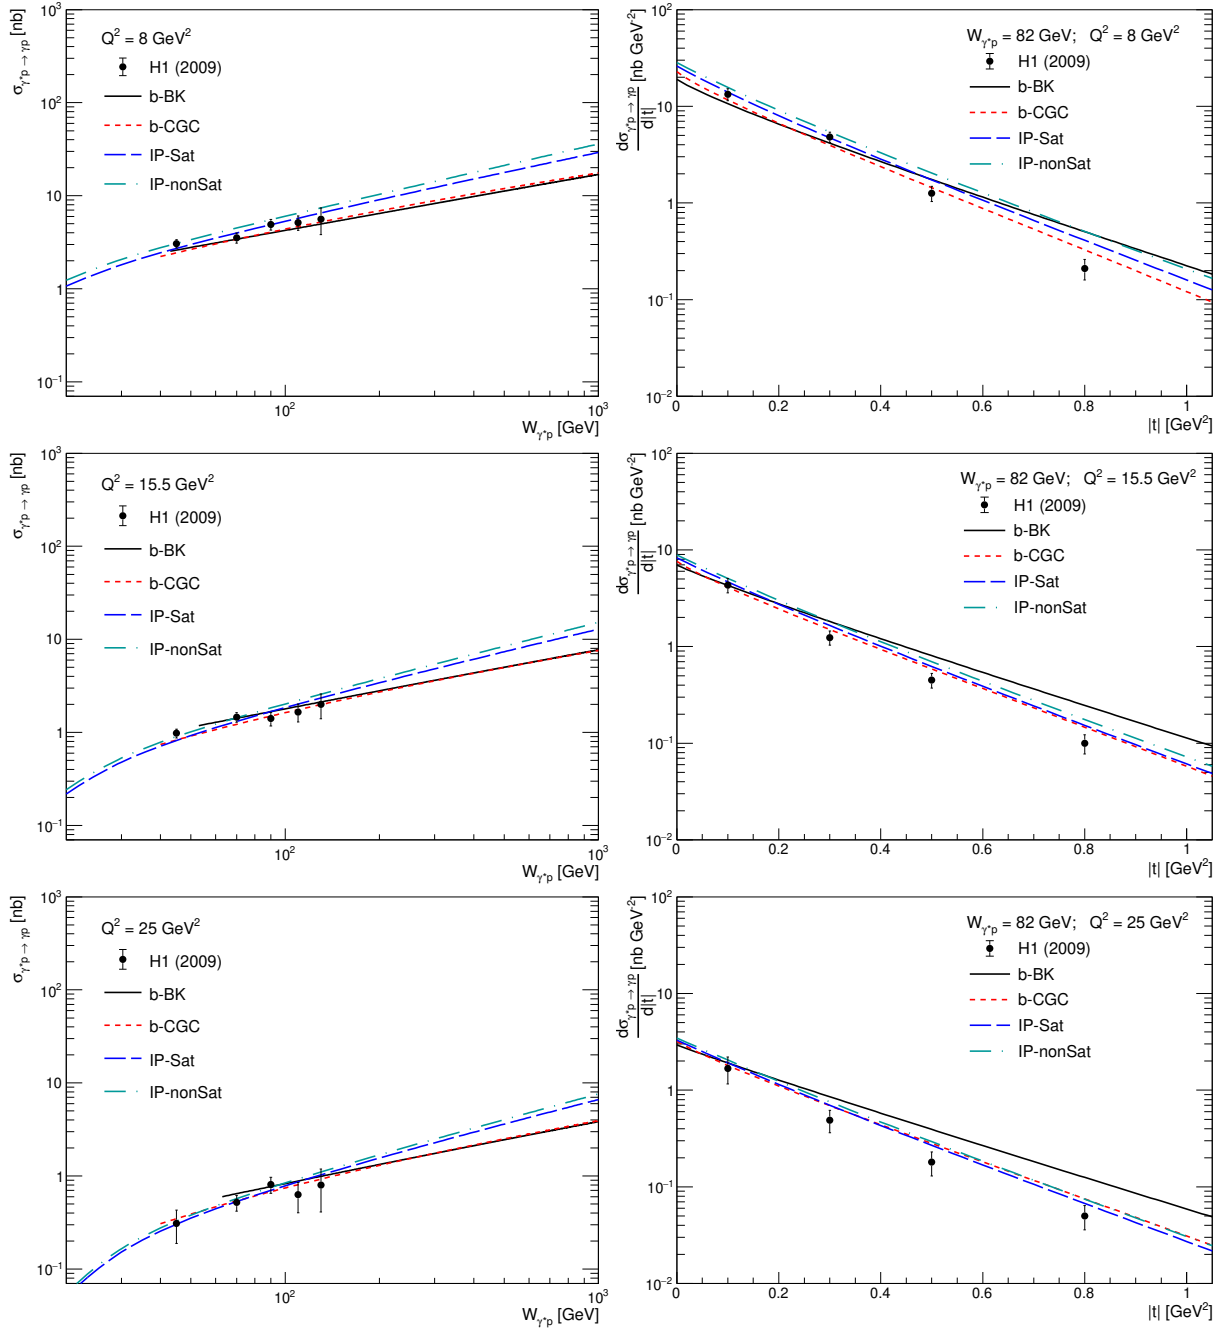 σγ*p → γp [nb]
10³
10²
10
1
10⁻¹
Q² = 8 GeV²
H1 (2009)
b-BK
b-CGC
IP-Sat
IP-nonSat
10²
10³
Wγ*p [GeV]
dσγ*p → γp
d|t|
[nb GeV⁻²]
10²
10
1
10⁻¹
10⁻²
Wγ*p = 82 GeV; Q² = 8 GeV²
H1 (2009)
b-BK
b-CGC
IP-Sat
IP-nonSat
0 0.2 0.4 0.6 0.8 1
|t| [GeV²]
σγ*p → γp [nb]
10³
10²
10
1
10⁻¹
Q² = 15.5 GeV²
H1 (2009)
b-BK
b-CGC
IP-Sat
IP-nonSat
10²
10³
Wγ*p [GeV]
dσγ*p → γp
d|t|
[nb GeV⁻²]
10²
10
1
10⁻¹
10⁻²
Wγ*p = 82 GeV; Q² = 15.5 GeV²
H1 (2009)
b-BK
b-CGC
IP-Sat
IP-nonSat
0 0.2 0.4 0.6 0.8 1
|t| [GeV²]
σγ*p → γp [nb]
10³
10²
10
1
10⁻¹
Q² = 25 GeV²
H1 (2009)
b-BK
b-CGC
IP-Sat
IP-nonSat
10²
10³
Wγ*p [GeV]
dσγ*p → γp
d|t|
[nb GeV⁻²]
10²
10
1
10⁻¹
10⁻²
Wγ*p = 82 GeV; Q² = 25 GeV²
H1 (2009)
b-BK
b-CGC
IP-Sat
IP-nonSat
0 0.2 0.4 0.6 0.8 1
|t| [GeV²]